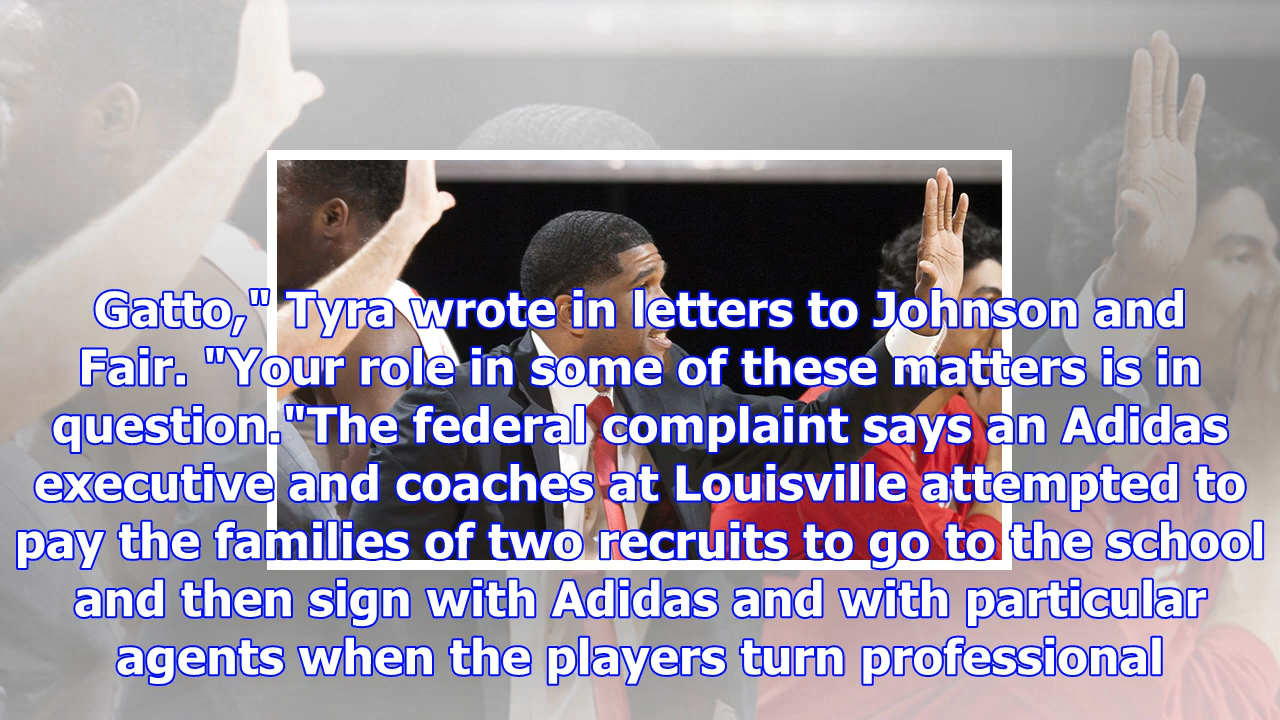 Gatto," Tyra wrote in letters to Johnson and
Fair. "Your role in some of these matters is in
question."The federal complaint says an Adidas
executive and coaches at Louisville attempted to
pay the families of two recruits to go to the school
and then sign with Adidas and with particular
agents when the players turn professional